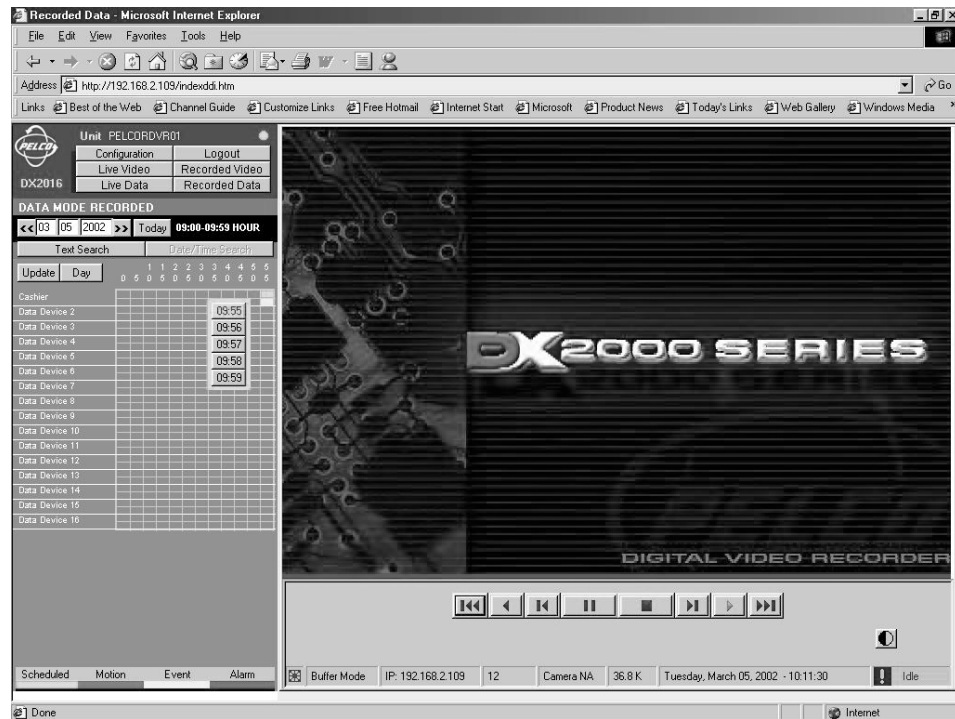 Recorded Data - Microsoft Internet Explorer
File Edit View Favorites Tools Help
Address http://192.168.2.109/indexddi.htm Go
Links Best of the Web Channel Guide Customize Links Free Hotmail Internet Start Microsoft Product News Today's Links Web Gallery Windows Media
PELCO
DX2016
Unit PELCORDVR01
Configuration Logout
Live Video Recorded Video
Live Data Recorded Data
DATA MODE RECORDED
<< 03 05 2002 >> Today 09:00-09:59 HOUR
Text Search Date/Time Search
Update Day
1 1 2 2 3 3 4 4 5 5
0 5 0 5 0 5 0 5 0 5 0 5
Cashier
Data Device 2
Data Device 3
Data Device 4
Data Device 5
Data Device 6
Data Device 7
Data Device 8
Data Device 9
Data Device 10
Data Device 11
Data Device 12
Data Device 13
Data Device 14
Data Device 15
Data Device 16
09:55
09:56
09:57
09:58
09:59
Scheduled Motion Event Alarm
DX2000 SERIES
PELCO
DIGITAL VIDEO RECORDER
Buffer Mode IP: 192.168.2.109 12 Camera NA 36.8 K Tuesday, March 05, 2002 - 10:11:30 Idle
Done Internet